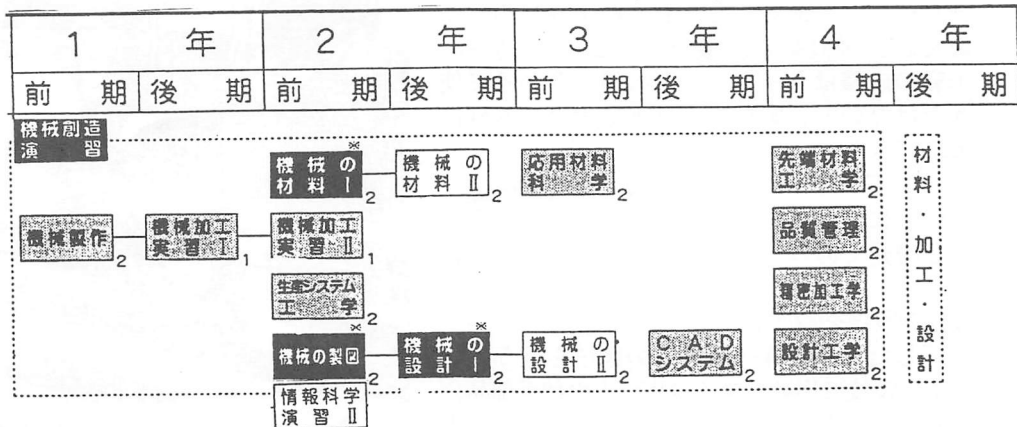 1 年 2 年 3 年 4 年
前 期 後 期 前 期 後 期 前 期 後 期 前 期 後 期
機械創造
演 習
※
機 械 の
材 料 Ⅰ
2
機 械 の
材 料 Ⅱ
2
応用材料
科 学
2
先端材料
工 学
2
機械製作
2
機械加工
実 習 Ⅰ
1
機械加工
実 習 Ⅱ
1
品質管理
2
生産システム
工 学
2
精密加工学
2
※
機械の製図
2
※
機 械 の
設 計 Ⅰ
2
機 械 の
設 計 Ⅱ
2
C A D
システム
2
設計工学
2
情報科学
演 習 Ⅱ
材料・加工・設計